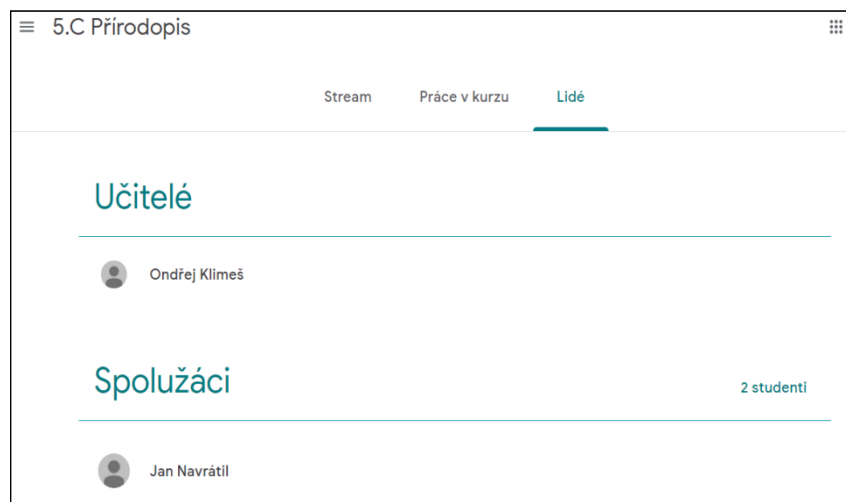 5.C Přírodopis
Stream Práce v kurzu Lidé
Učitelé
Ondřej Klimeš
Spolužáci 2 studenti
Jan Navrátil